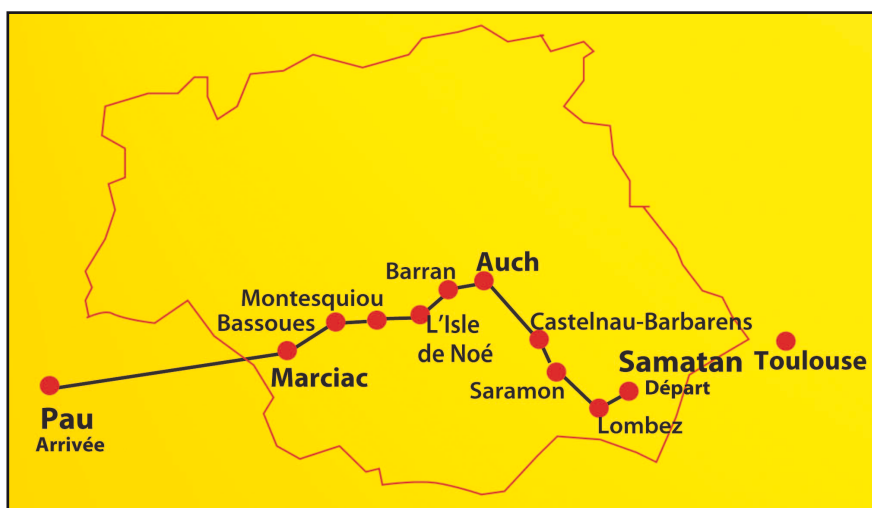 Auch
Barran
Montesquiou
Bassoues
L'Isle
de Noé
Castelnau-Barbarens
Samatan
Départ
Toulouse
Marciac
Saramon
Lombez
Pau
Arrivée